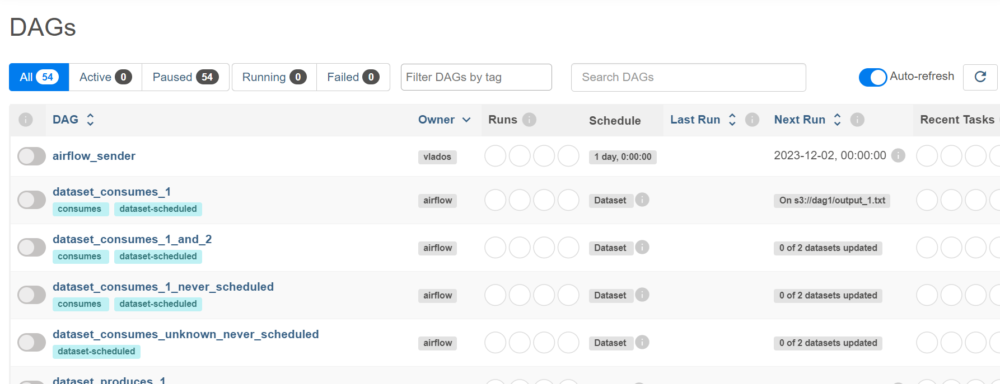 DAGs
All 54 Active 0 Paused 54 Running 0 Failed 0 Filter DAGs by tag Search DAGs Auto-refresh
DAG Owner Runs Schedule Last Run Next Run Recent Tasks
airflow_sender vlados 1 day, 0:00:00 2023-12-02, 00:00:00
dataset_consumes_1
consumes dataset-scheduled airflow Dataset On s3://dag1/output_1.txt
dataset_consumes_1_and_2
consumes dataset-scheduled airflow Dataset 0 of 2 datasets updated
dataset_consumes_1_never_scheduled
consumes dataset-scheduled airflow Dataset 0 of 2 datasets updated
dataset_consumes_unknown_never_scheduled
dataset-scheduled airflow Dataset 0 of 2 datasets updated
dataset_produces_1